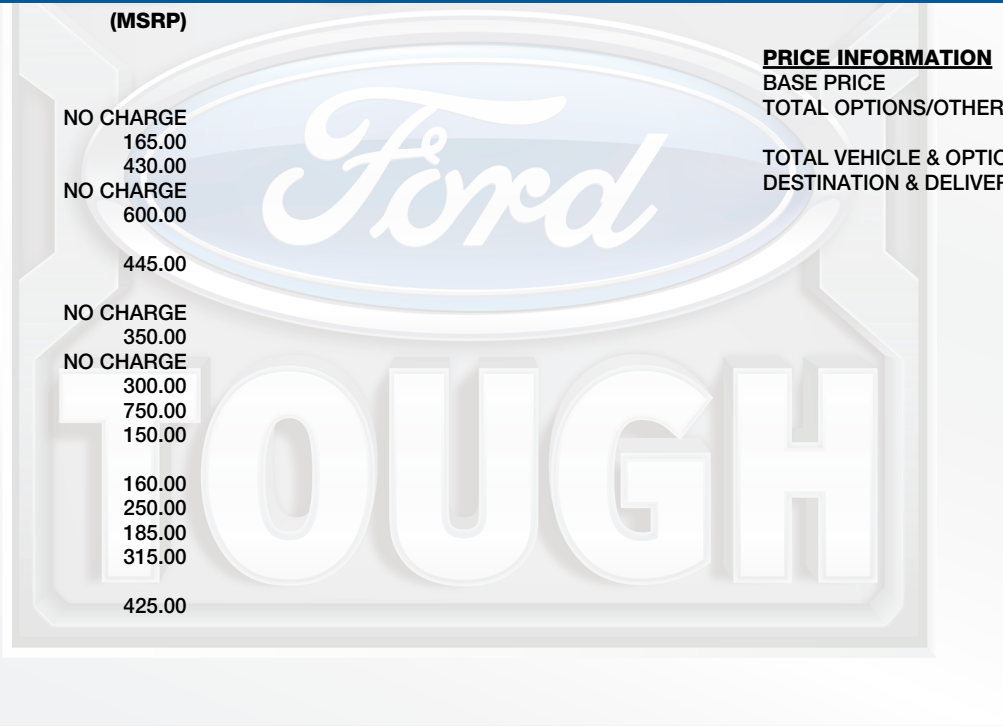 (MSRP)
NO CHARGE
165.00
430.00
NO CHARGE
600.00
445.00
NO CHARGE
350.00
NO CHARGE
300.00
750.00
150.00
160.00
250.00
185.00
315.00
425.00
PRICE INFORMATION
BASE PRICE
TOTAL OPTIONS/OTHER
TOTAL VEHICLE & OPTIO
DESTINATION & DELIVER
Ford
TOUGH